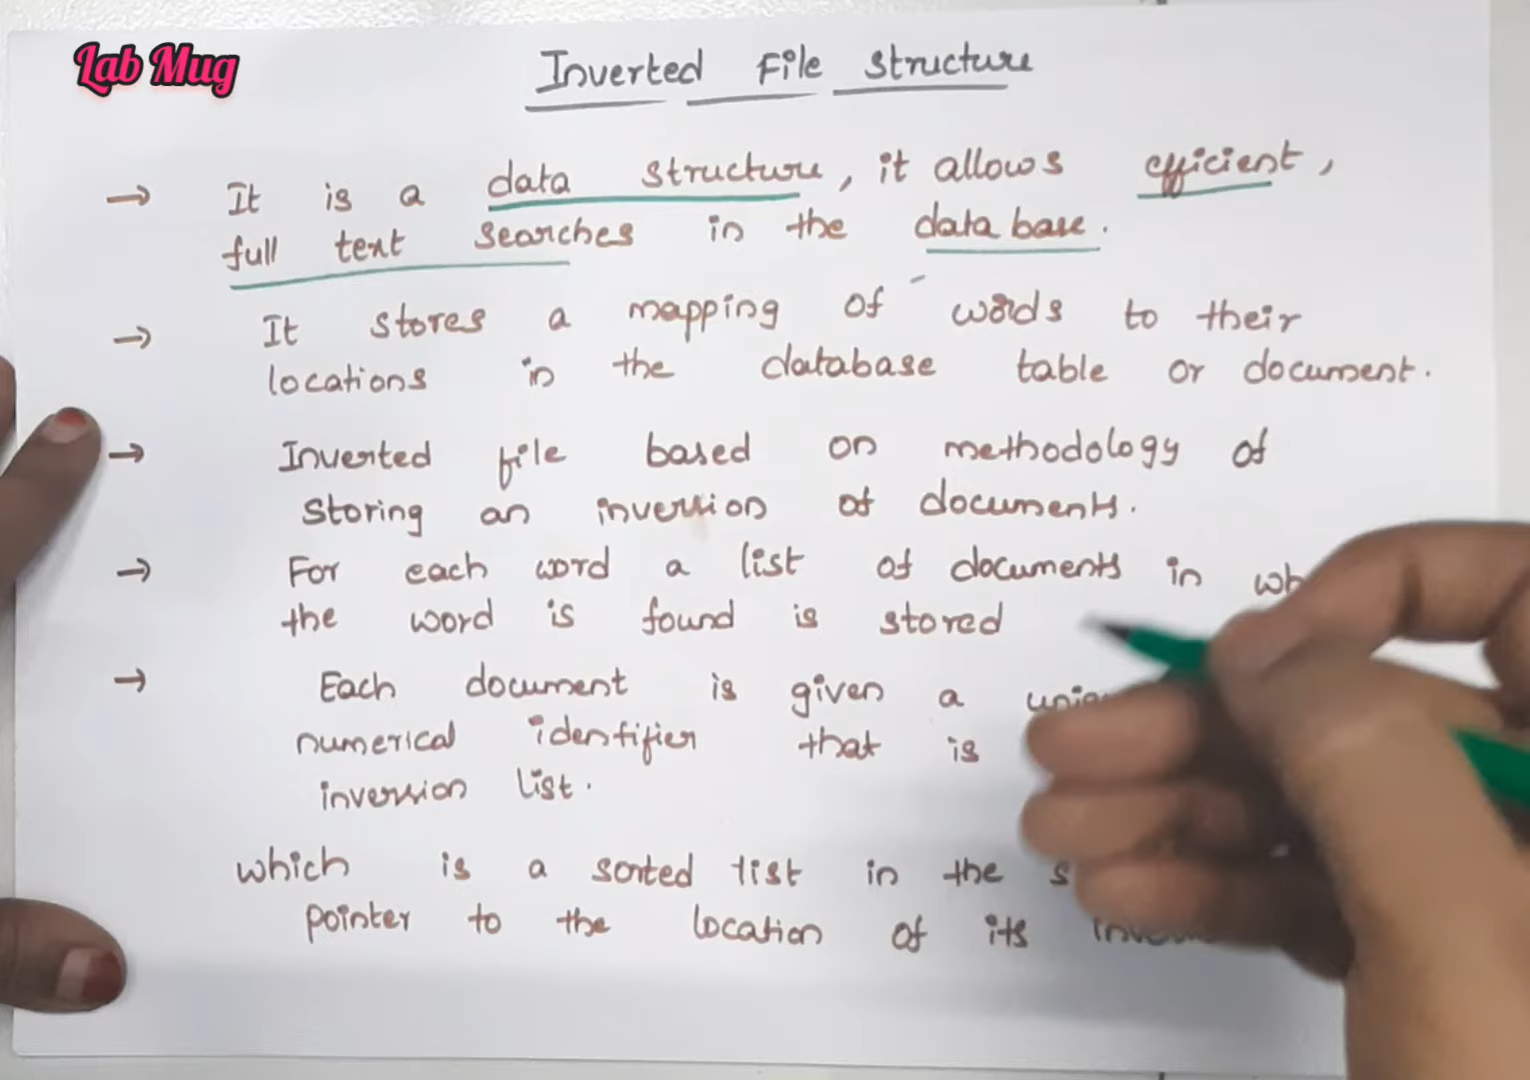 Lab Mug
Inverted File Structure
→ It is a data structure, it allows efficient,
full text searches in the data base.
→ It stores a mapping of words to their
locations in the database table or document.
→ Inverted file based on methodology of
storing an inversion of documents.
→ For each word a list of documents in
the word is found is stored
→ Each document is given a
numerical identifier that is
inversion list.
which is a sorted list in the
pointer to the location of its